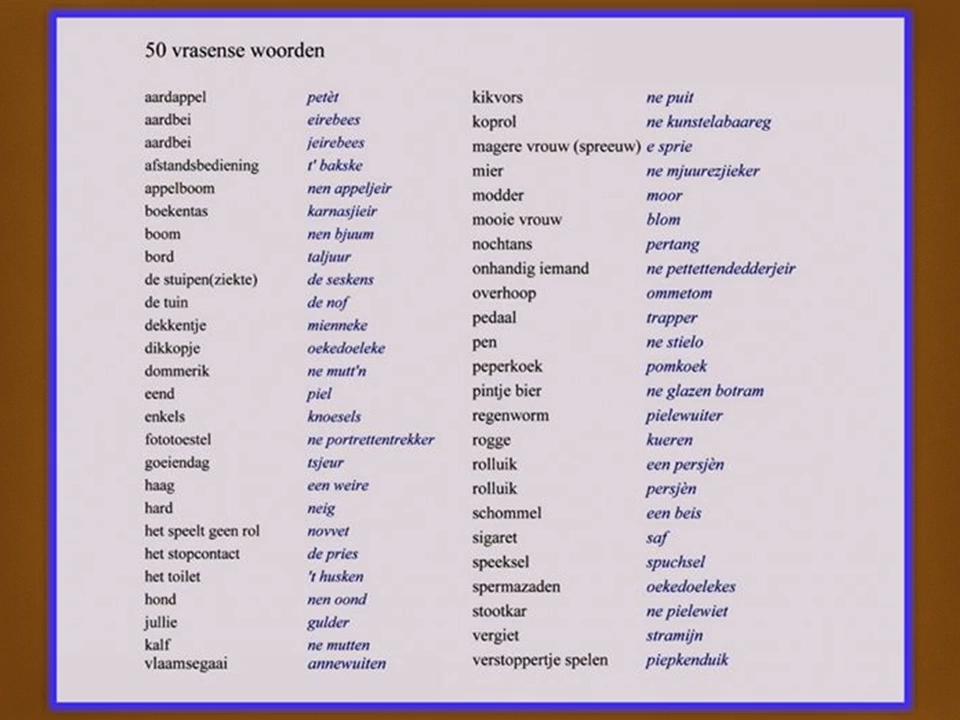 50 vrasense woorden
aardappel petèt
aardbei eirebees
aardbei jeirebees
afstandsbediening t' bakske
appelboom nen appeljeir
boekentas karnasjieir
boom nen bjuum
bord taljuur
de stuipen(ziekte) de seskens
de tuin de nof
dekkentje mienneke
dikkopje oekedoeleke
dommerik ne mutt'n
eend piel
enkels knoesels
fototoestel ne portrettentrekker
goeiendag tsjeur
haag een weire
hard neig
het speelt geen rol novvet
het stopcontact de pries
het toilet 't husken
hond nen oond
jullie gulder
kalf ne mutten
vlaamsegaai annewuiten
kikvors ne puit
koprol ne kunstelabaareg
magere vrouw (spreeuw) e sprie
mier ne mjuurezjieker
modder moor
mooie vrouw blom
nochtans pertang
onhandig iemand ne pettettendedderjeir
overhoop ommetom
pedaal trapper
pen ne stielo
peperkoek pomkoek
pintje bier ne glazen botram
regenworm pielewuiter
rogge kueren
rolluik een persjèn
rolluik persjèn
schommel een beis
sigaret saf
speeksel spuchsel
spermazaden oekedoelekes
stootkar ne pielewiet
vergiet stramijn
verstoppertje spelen piepkenduik